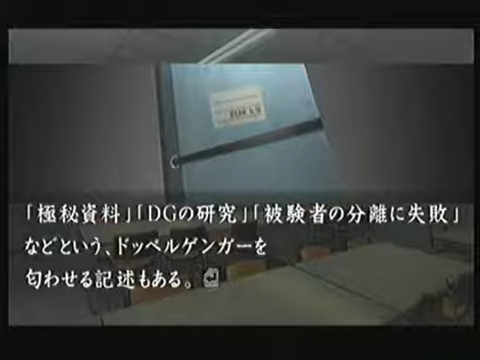 「極秘資料」「DGの研究」「被験者の分離に失敗」
などという、ドッペルゲンガーを
匂わせる記述もある。